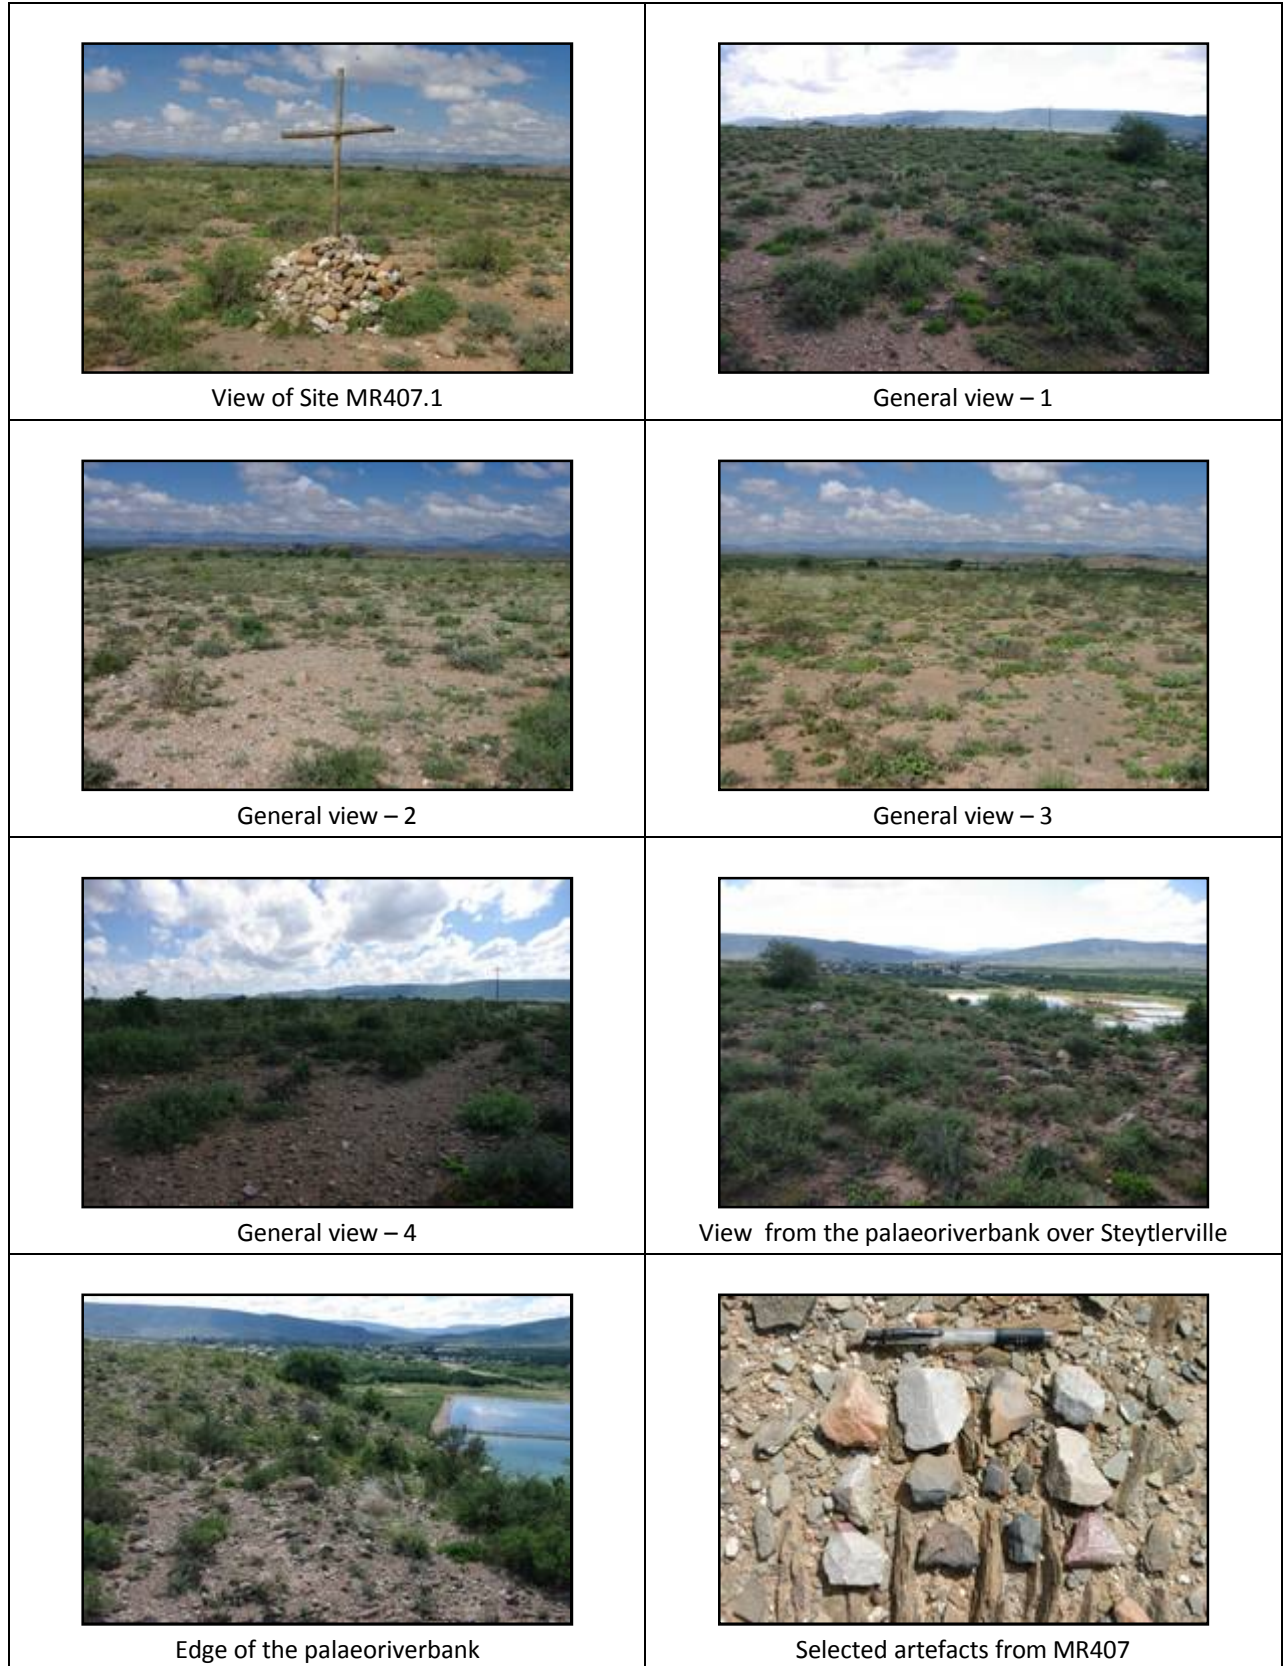 View of Site MR407.1
General view – 1
General view – 2
General view – 3
General view – 4
View from the palaeoriverbank over Steytlerville
Edge of the palaeoriverbank
Selected artefacts from MR407